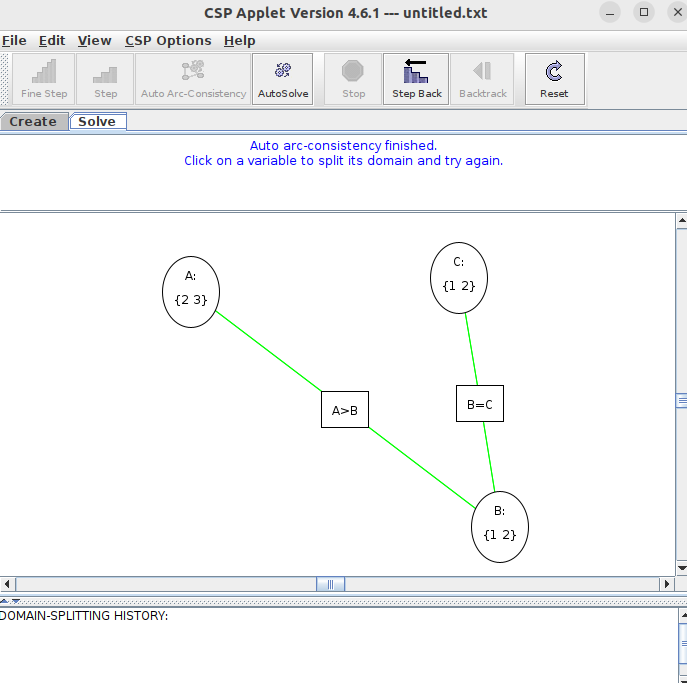 CSP Applet Version 4.6.1 --- untitled.txt
File Edit View CSP Options Help
Fine Step Step Auto Arc-Consistency AutoSolve Stop Step Back Backtrack Reset
Create Solve
Auto arc-consistency finished.
Click on a variable to split its domain and try again.
A:
{2 3}
C:
{1 2}
A>B
B=C
B:
{1 2}
DOMAIN-SPLITTING HISTORY: